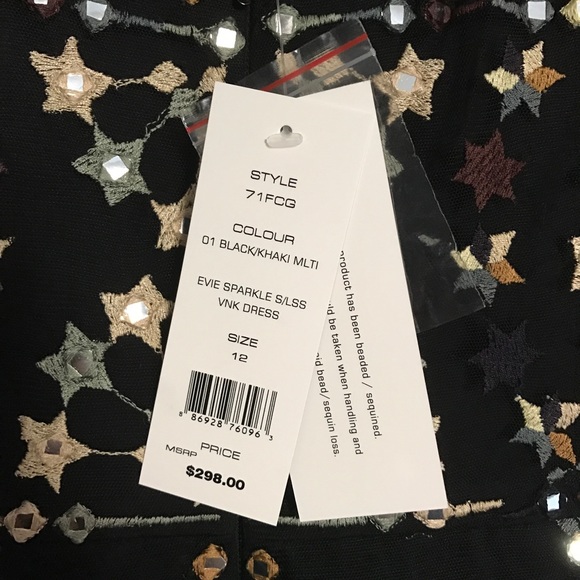 STYLE
71FCG
COLOUR
01 BLACK/KHAKI MLTI
EVIE SPARKLE S/LSS
VNK DRESS
SIZE
12
8 86928 76096 3
PRICE
MSRP
$298.00
product has been beaded / sequined.
be taken when handling and
bead/sequin loss.